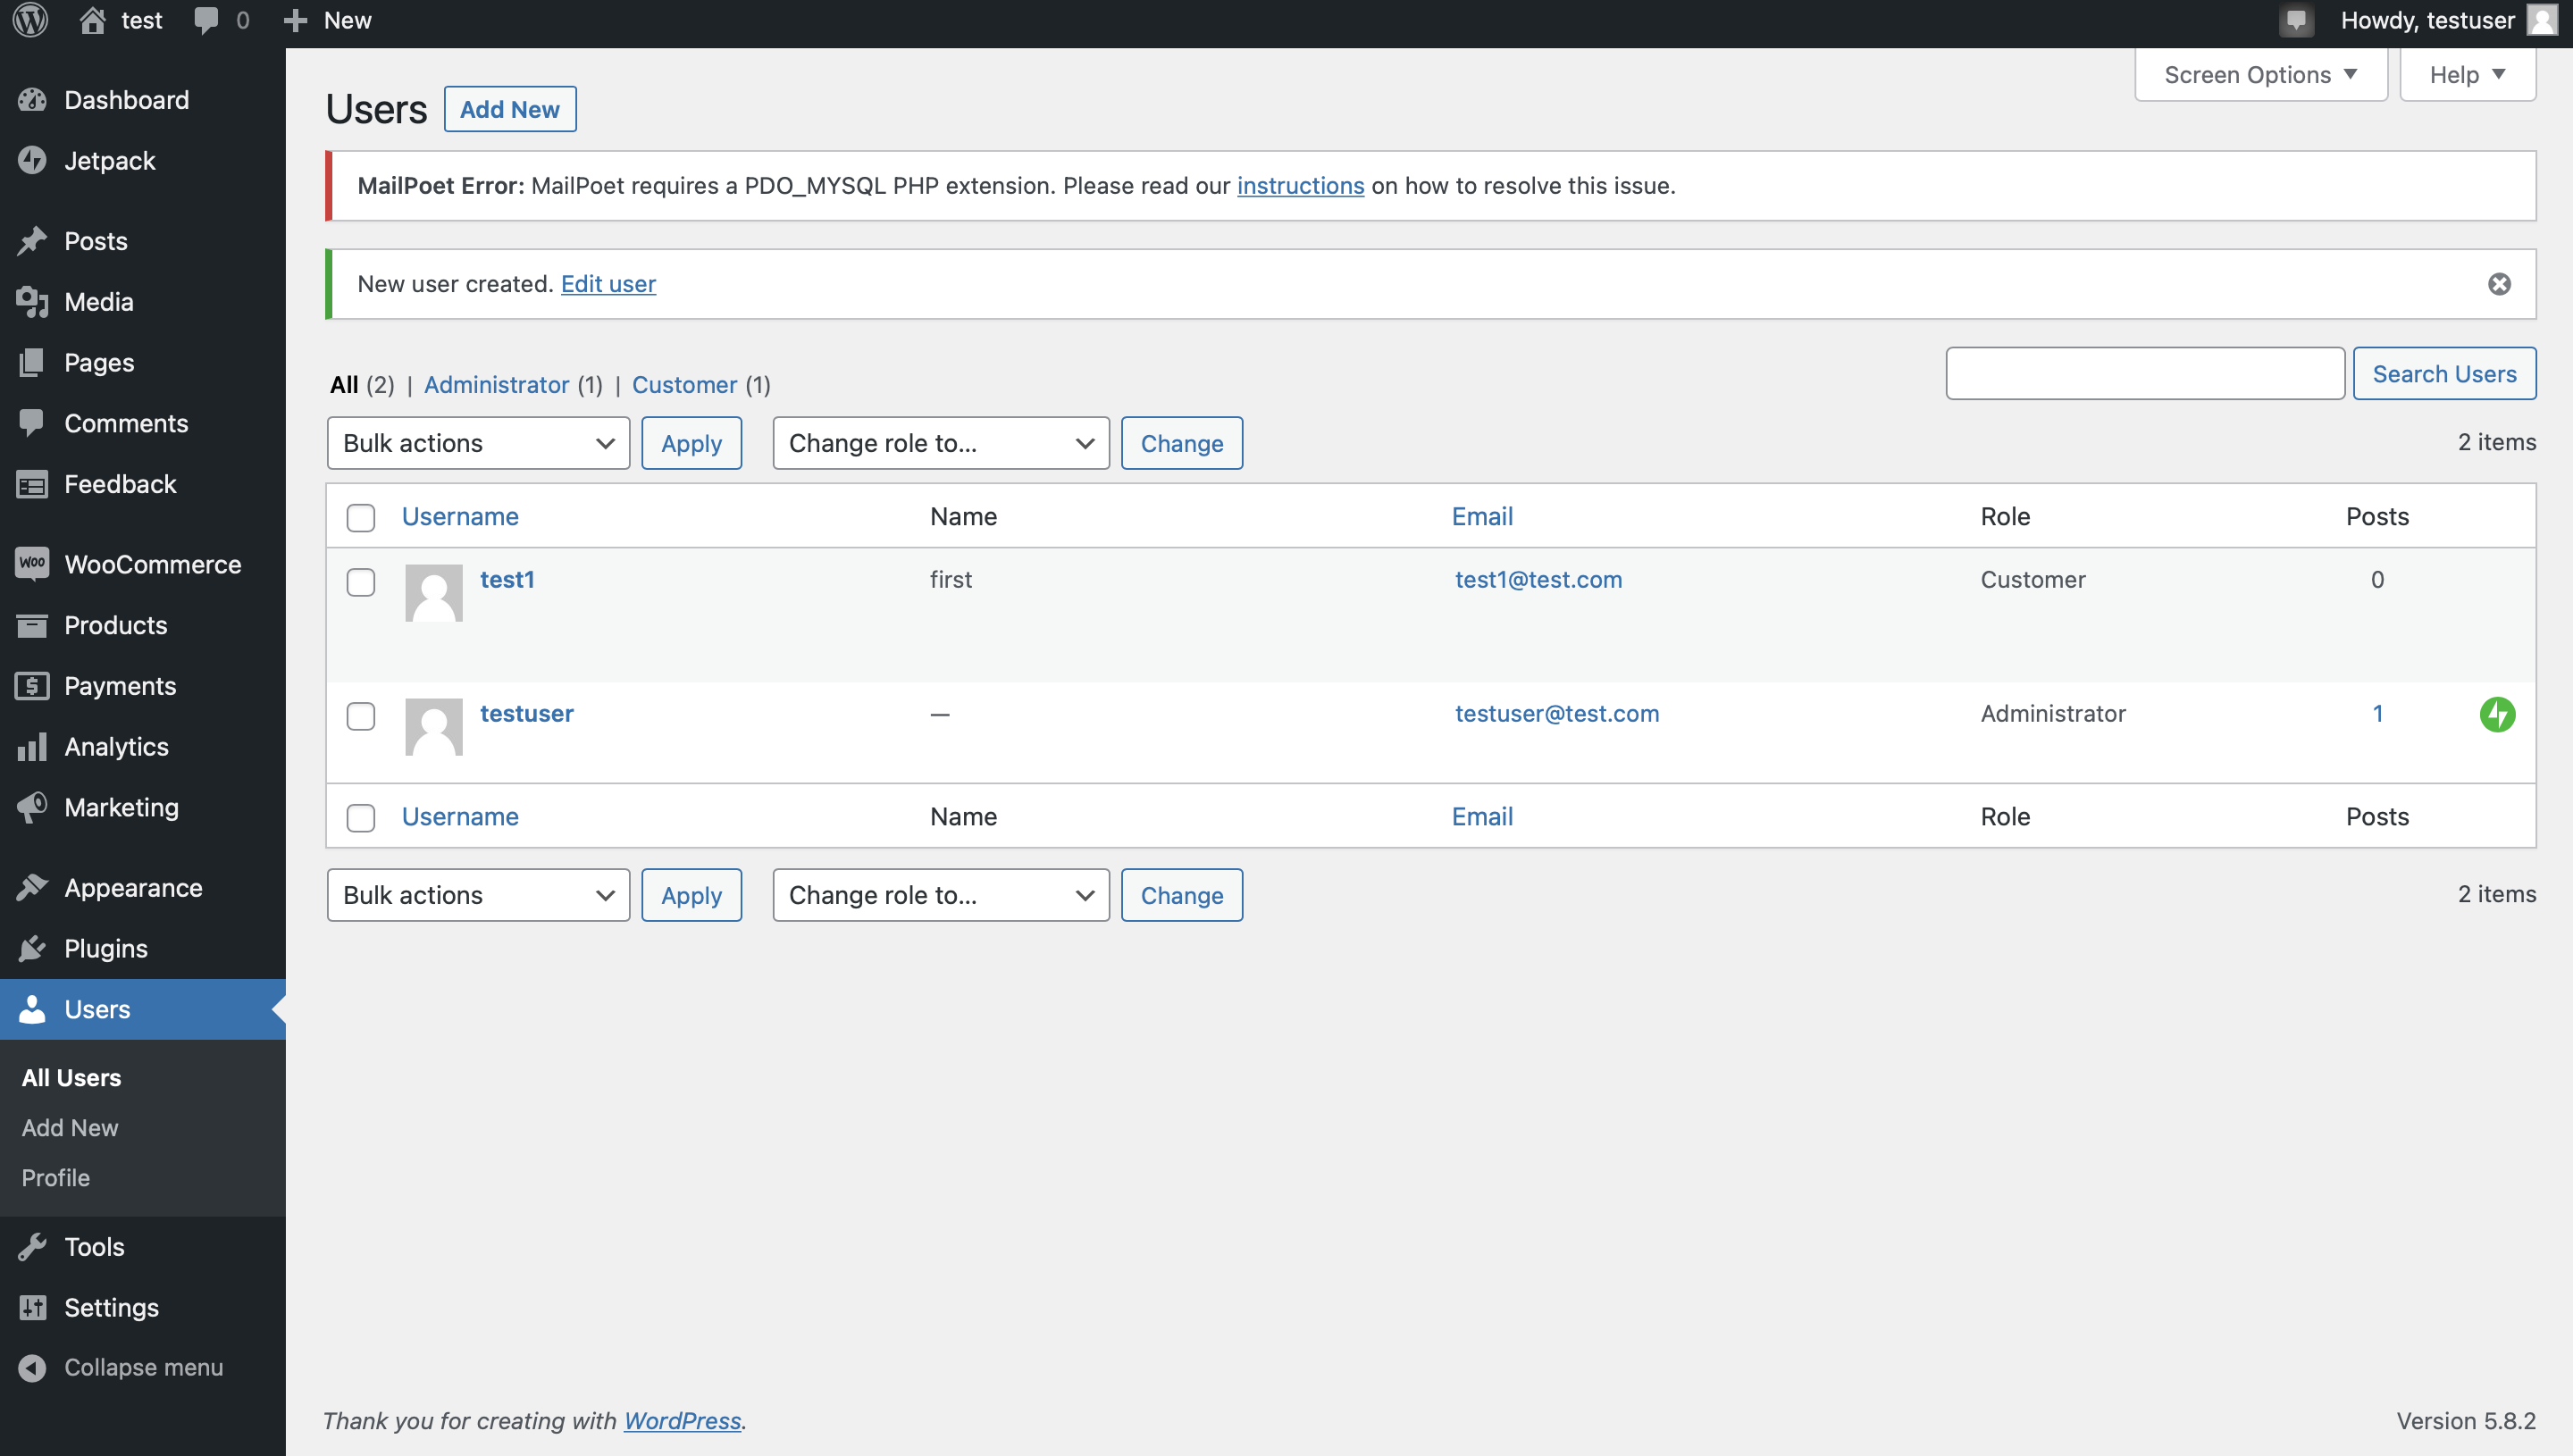 test
0
New
Howdy, testuser
Dashboard
Jetpack
Posts
Media
Pages
Comments
Feedback
Woo WooCommerce
Products
Payments
Analytics
Marketing
Appearance
Plugins
Users
All Users
Add New
Profile
Tools
Settings
Collapse menu
Screen Options
Help
Users Add New
MailPoet Error: MailPoet requires a PDO_MYSQL PHP extension. Please read our instructions on how to resolve this issue.
New user created. Edit user
All (2) | Administrator (1) | Customer (1)
Search Users
Bulk actions Apply Change role to... Change 2 items
Username Name Email Role Posts
test1 first test1@test.com Customer 0
testuser — testuser@test.com Administrator 1
Username Name Email Role Posts
Bulk actions Apply Change role to... Change 2 items
Thank you for creating with WordPress. Version 5.8.2